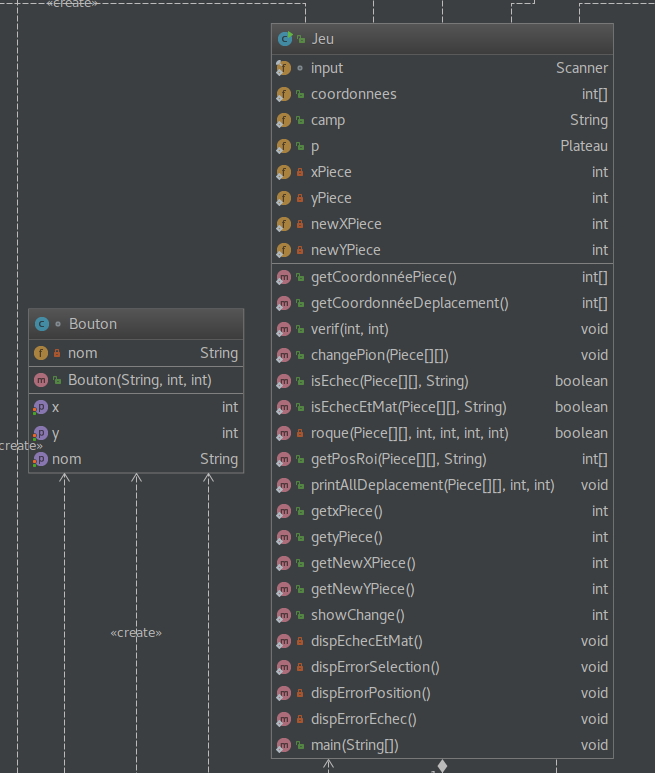 «create»
Jeu
input Scanner
coordonnees int[]
camp String
p Plateau
xPiece int
yPiece int
newXPiece int
newYPiece int
getCoordonnéePiece() int[]
getCoordonnéeDeplacement() int[]
verif(int, int) void
changePion(Piece[][]) void
isEchec(Piece[][], String) boolean
isEchecEtMat(Piece[][], String) boolean
roque(Piece[][], int, int, int, int) boolean
getPosRoi(Piece[][], String) int[]
printAllDeplacement(Piece[][], int, int) void
getxPiece() int
getyPiece() int
getNewXPiece() int
getNewYPiece() int
showChange() int
dispEchecEtMat() void
dispErrorSelection() void
dispErrorPosition() void
dispErrorEchec() void
main(String[]) void
Bouton
nom String
Bouton(String, int, int)
x int
y int
nom String
create»
«create»